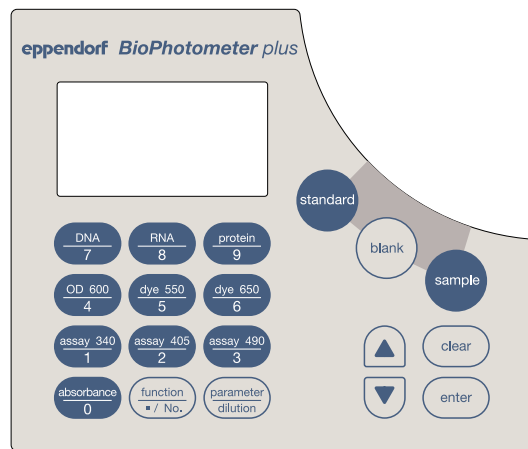 eppendorf BioPhotometer plus
standard
blank
sample
DNA
7
RNA
8
protein
9
OD 600
4
dye 550
5
dye 650
6
assay 340
1
assay 405
2
assay 490
3
absorbance
0
function
▪ / No.
parameter
dilution
clear
enter